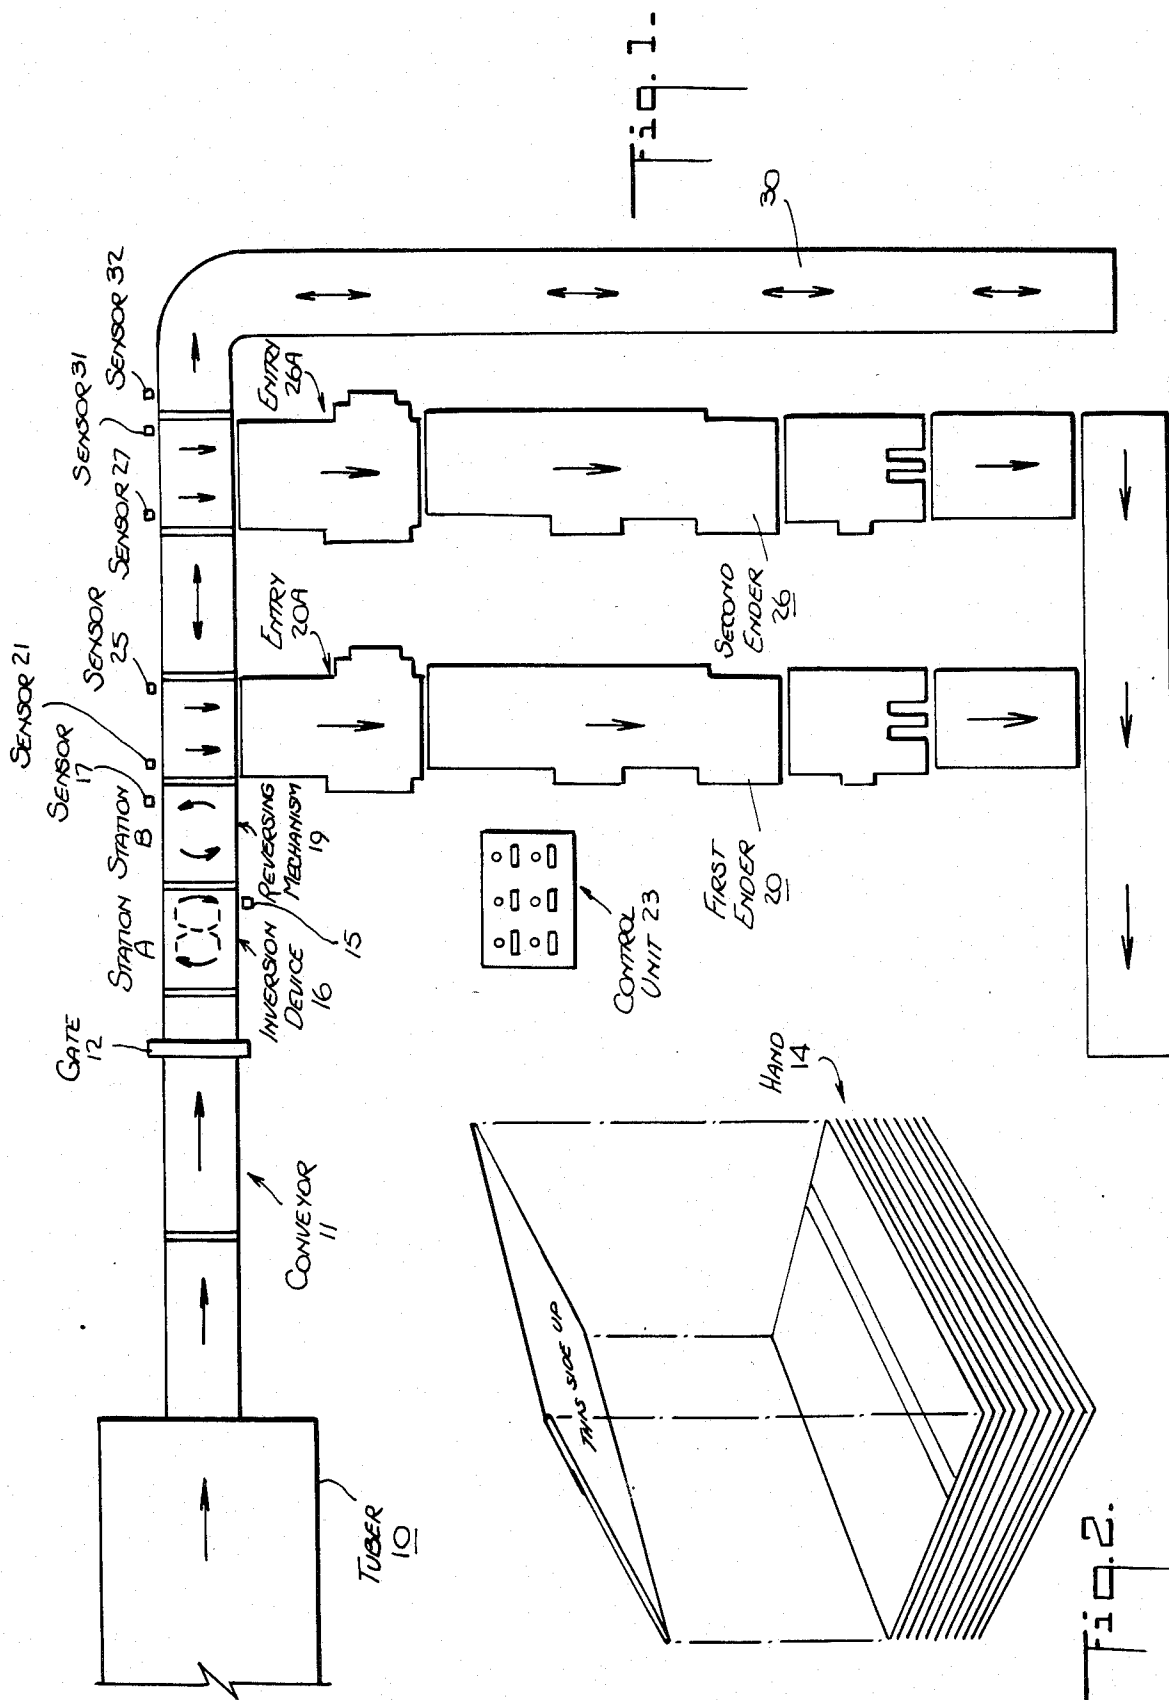 Fig. 1.
SENSOR 32
SENSOR 31
SENSOR 27
SENSOR
25
SENSOR 21
SENSOR
17
STATION
B
STATION
A
GATE
12
ENTRY
26A
ENTRY
20A
REVERSING
MECHANISM
19
INVERSION
DEVICE
16
15
CONVEYOR
11
TUBER
10
30
SECOND
ENDER
26
FIRST
ENDER
20
CONTROL
UNIT 23
HAND
14
THIS SIDE UP
Fig. 2.